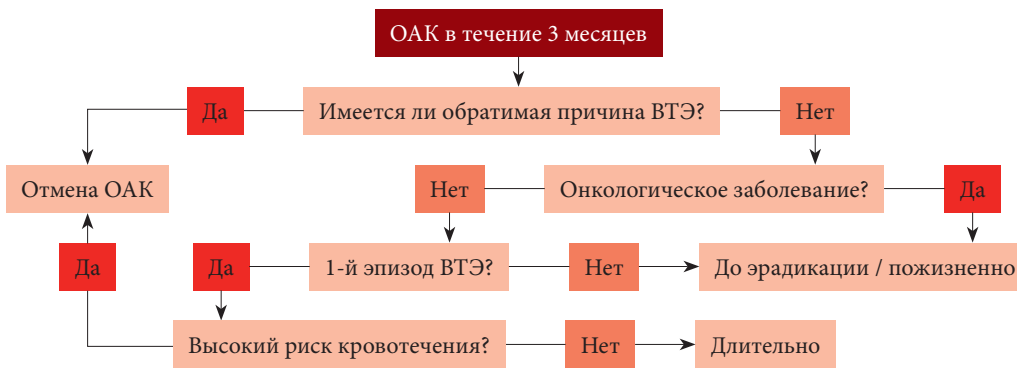 ОАК в течение 3 месяцев
Да
Имеется ли обратимая причина ВТЭ?
Нет
Отмена ОАК
Нет
Онкологическое заболевание?
Да
Да
Да
1-й эпизод ВТЭ?
Нет
До эрадикации / пожизненно
Высокий риск кровотечения?
Нет
Длительно